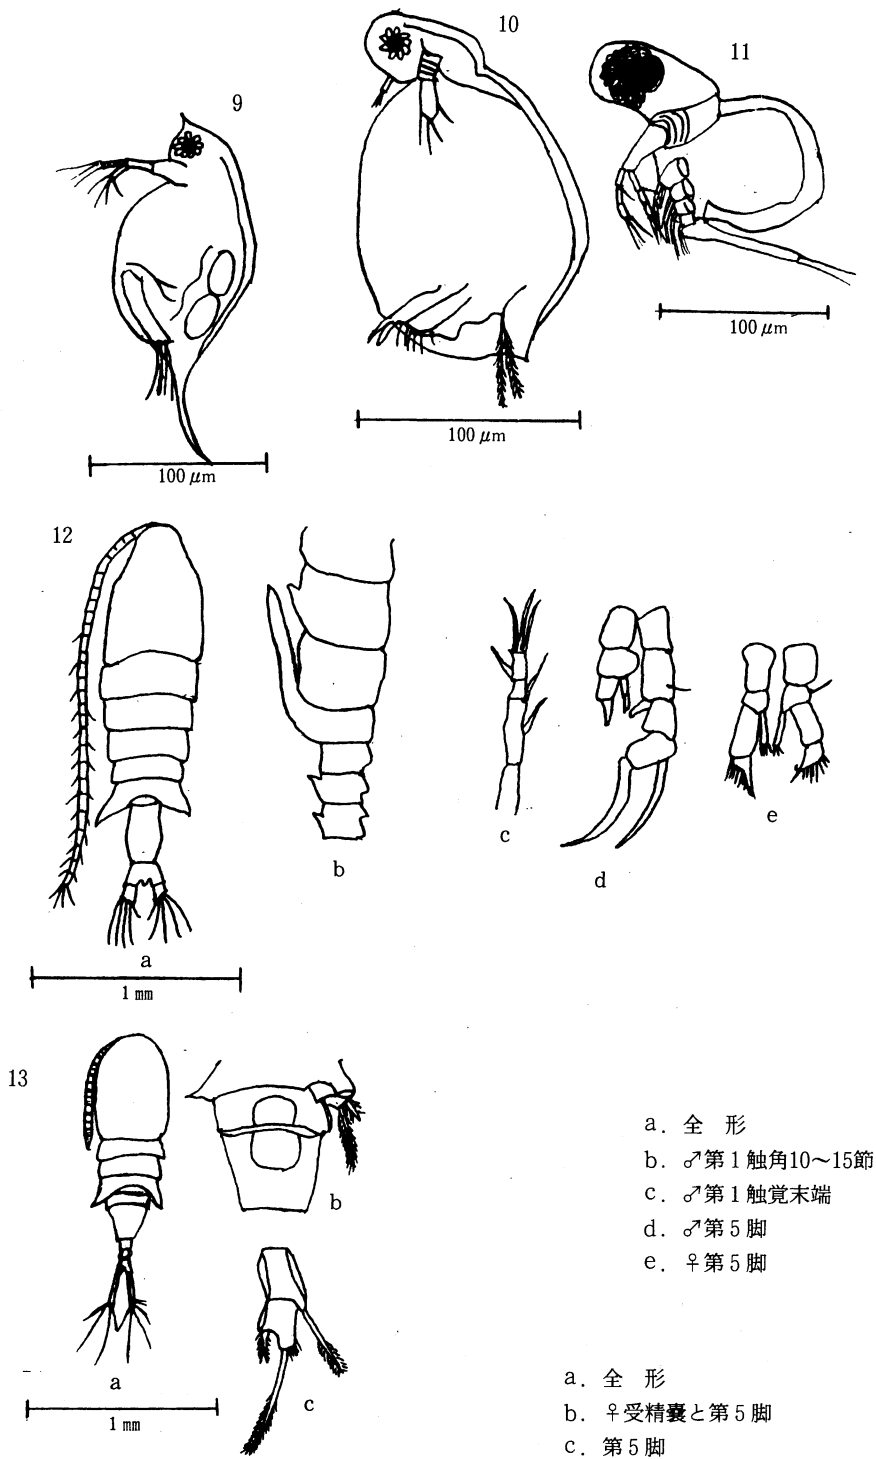 9
10
11
100 μm
100 μm
100 μm
12
a
b
c
d
e
1 mm
13
a
b
c
1 mm
a. 全 形
b. ♂第1触角10〜15節
c. ♂第1触覚末端
d. ♂第5脚
e. ♀第5脚
a. 全 形
b. ♀受精嚢と第5脚
c. 第5脚